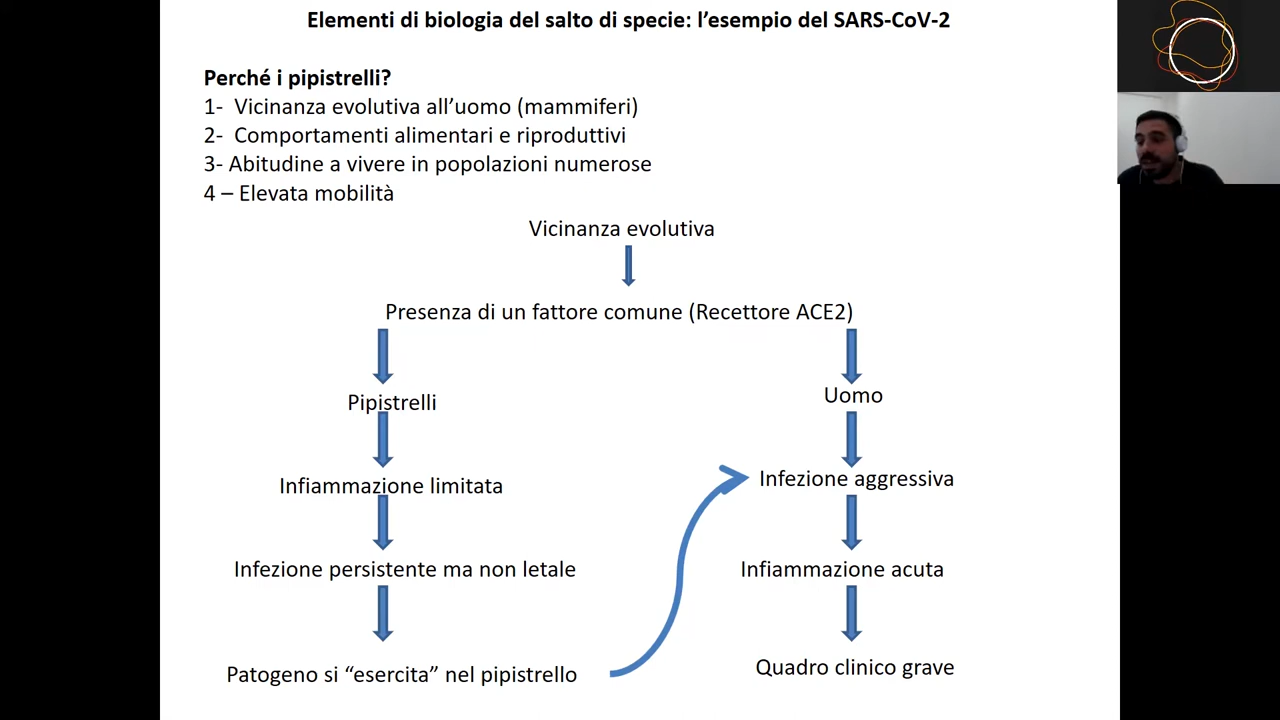 Elementi di biologia del salto di specie: l’esempio del SARS-CoV-2
Perché i pipistrelli?
1- Vicinanza evolutiva all’uomo (mammiferi)
2- Comportamenti alimentari e riproduttivi
3- Abitudine a vivere in popolazioni numerose
4 – Elevata mobilità
Vicinanza evolutiva
Presenza di un fattore comune (Recettore ACE2)
Pipistrelli
Uomo
Infiammazione limitata
Infezione aggressiva
Infezione persistente ma non letale
Infiammazione acuta
Patogeno si “esercita” nel pipistrello
Quadro clinico grave